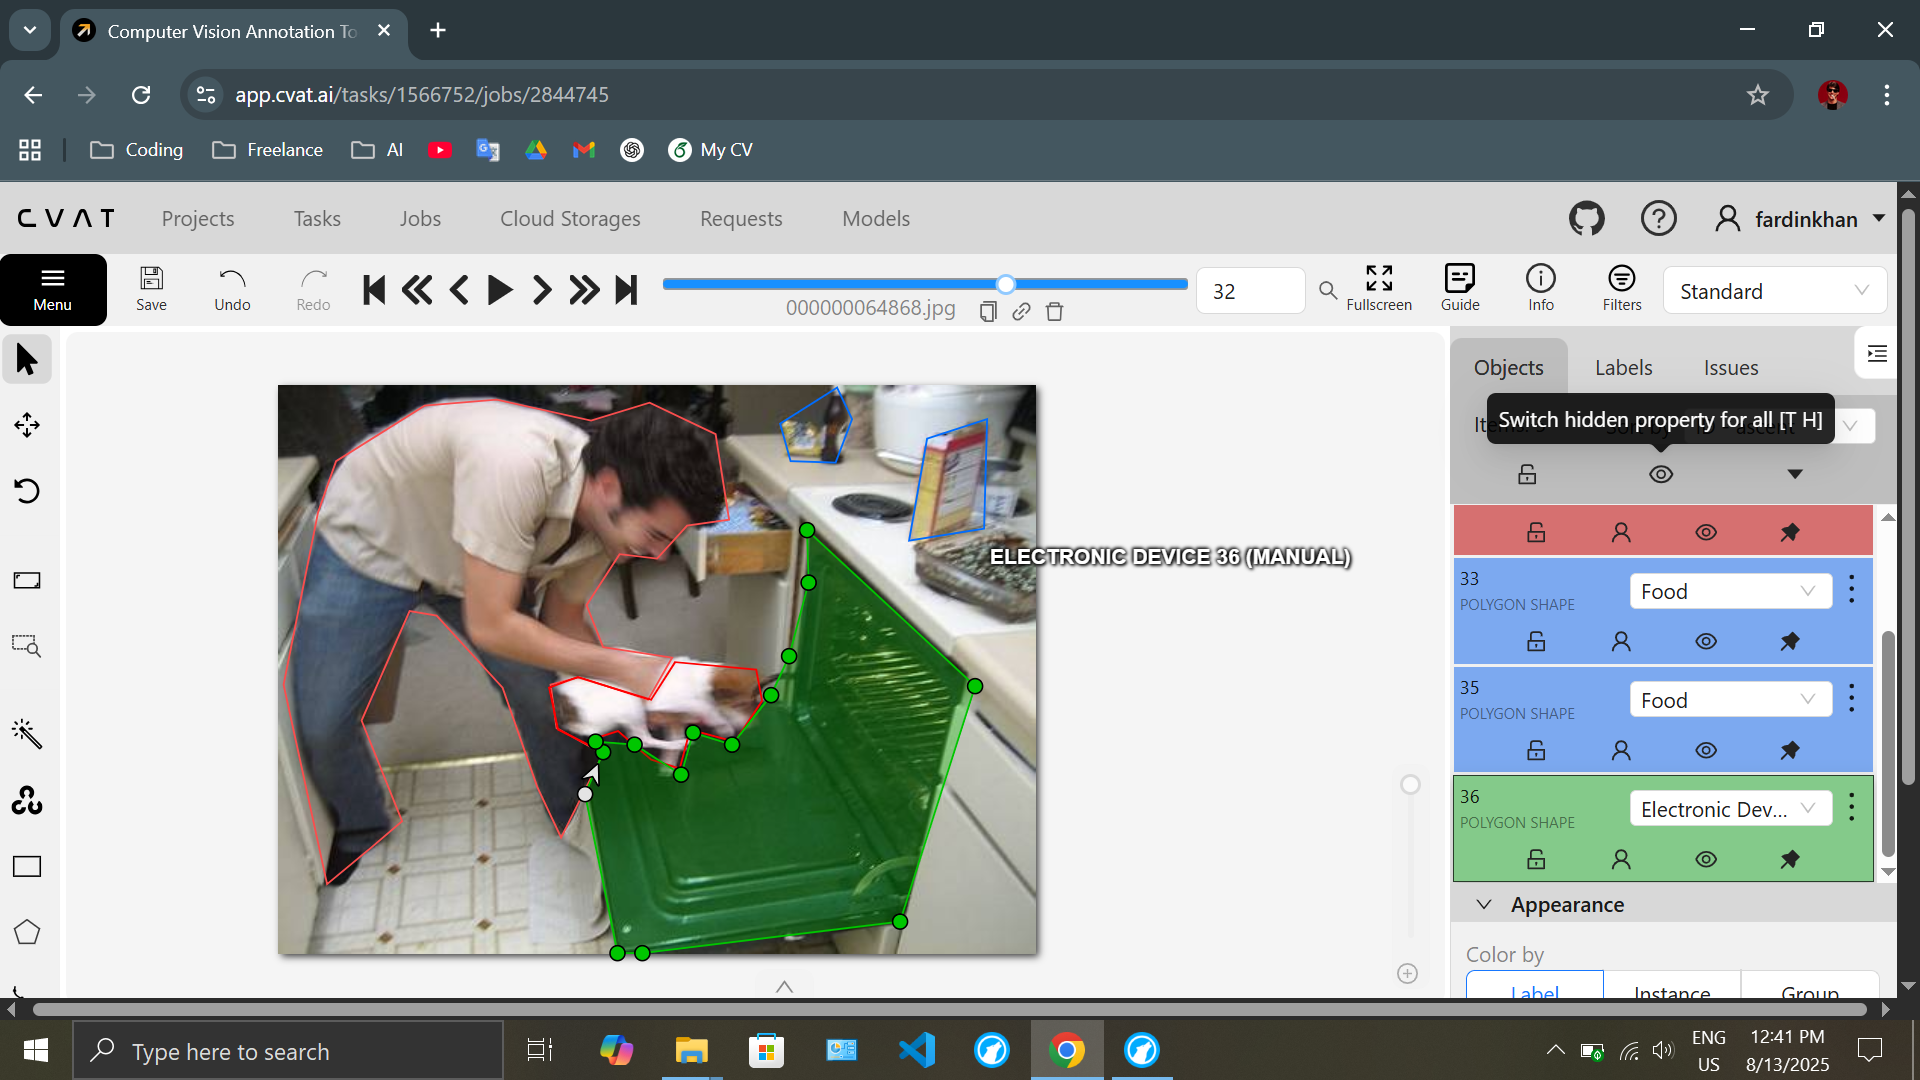 Computer Vision Annotation To
app.cvat.ai/tasks/1566752/jobs/2844745
Coding
Freelance
AI
My CV
CVAT
Projects
Tasks
Jobs
Cloud Storages
Requests
Models
fardinkhan
Menu
Save
Undo
Redo
32
000000064868.jpg
Fullscreen
Guide
Info
Filters
Standard
Objects
Labels
Issues
Switch hidden property for all [T H]
ELECTRONIC DEVICE 36 (MANUAL)
33
POLYGON SHAPE
Food
35
POLYGON SHAPE
Food
36
POLYGON SHAPE
Electronic Dev...
Appearance
Color by
Label
Instance
Group
Type here to search
ENG
US
12:41 PM
8/13/2025